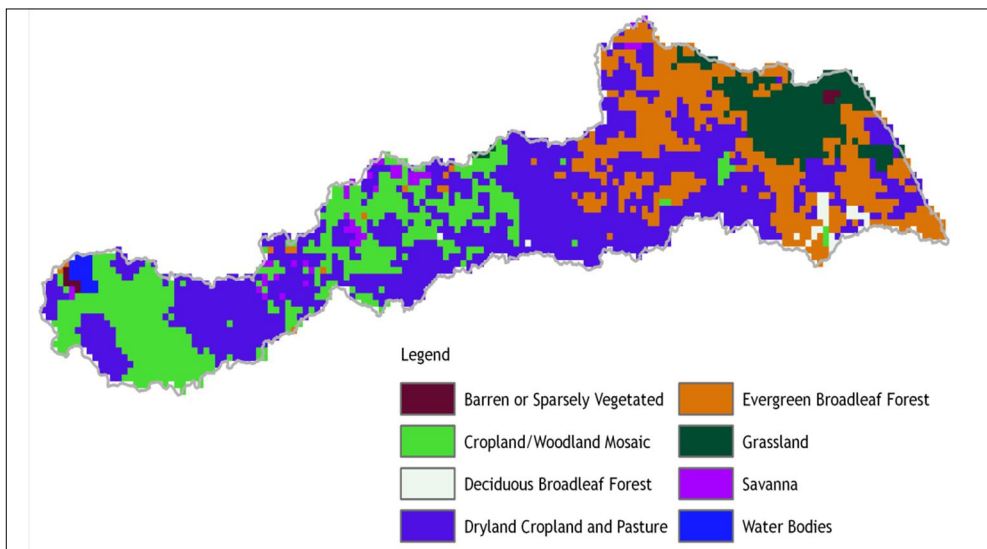 Legend
Barren or Sparsely Vegetated
Cropland/Woodland Mosaic
Deciduous Broadleaf Forest
Dryland Cropland and Pasture
Evergreen Broadleaf Forest
Grassland
Savanna
Water Bodies